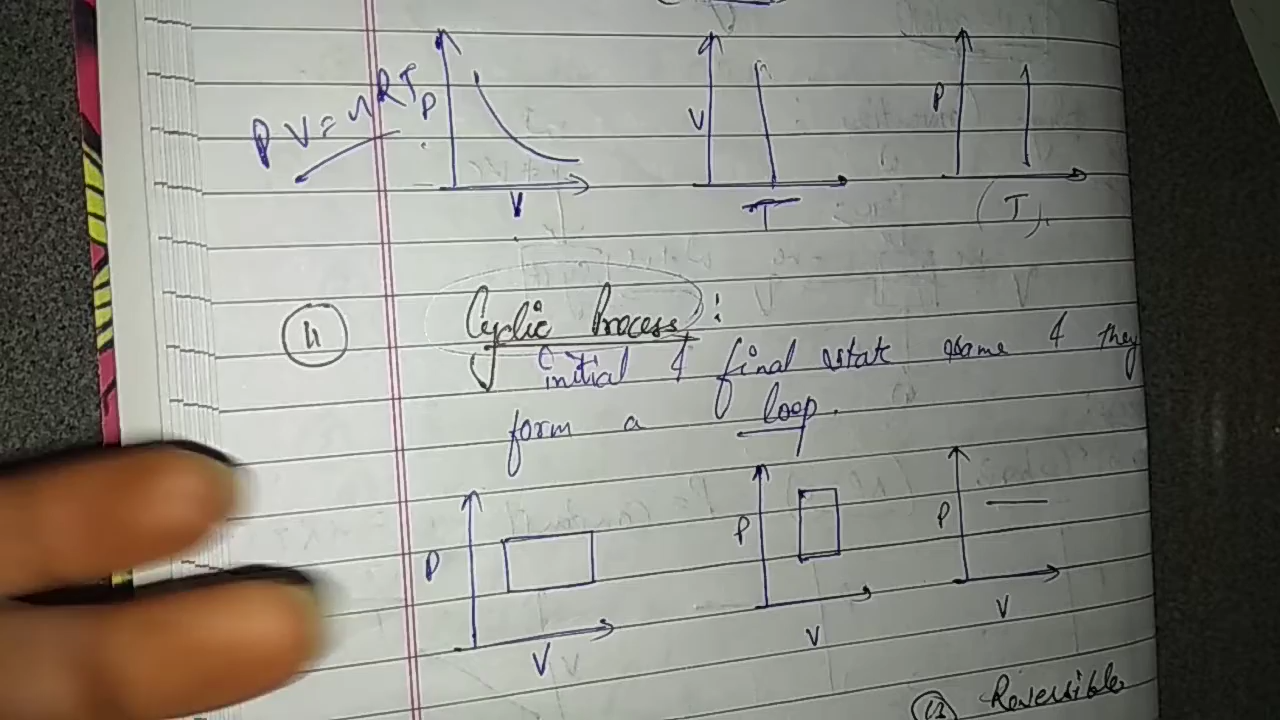 PV = nRT
P
V
V
T
P
(T)
11
Cyclic Process :
initial & final state same & they
form a loop.
P
V
P
V
P
V
Reversible